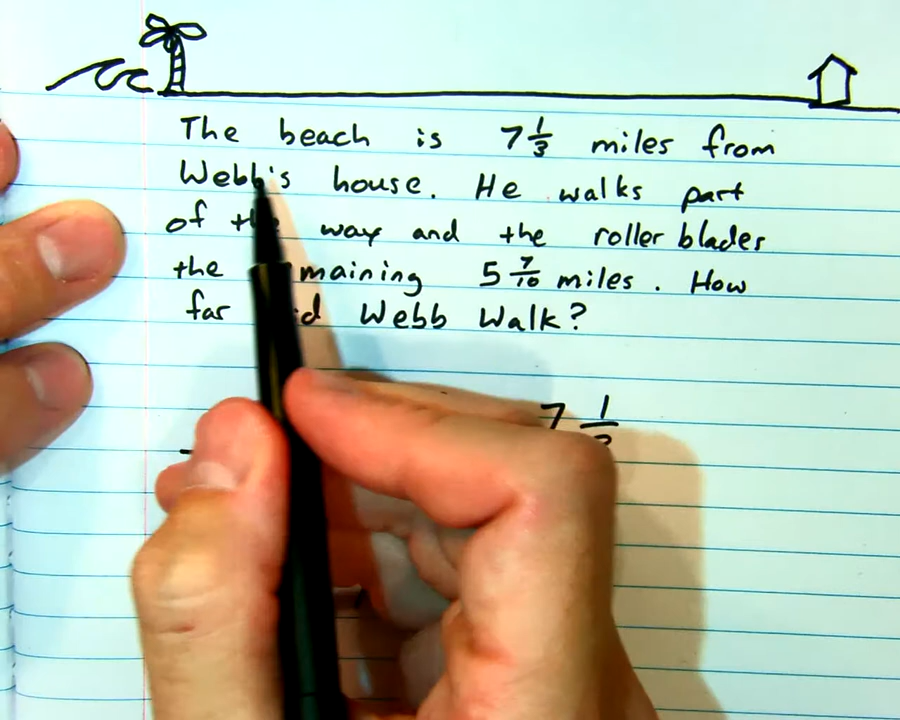 The beach is 7 1/3 miles from
Webb's house. He walks part
of the way and the roller blades
the maining 5 7/10 miles. How
far d Webb Walk?
7 1